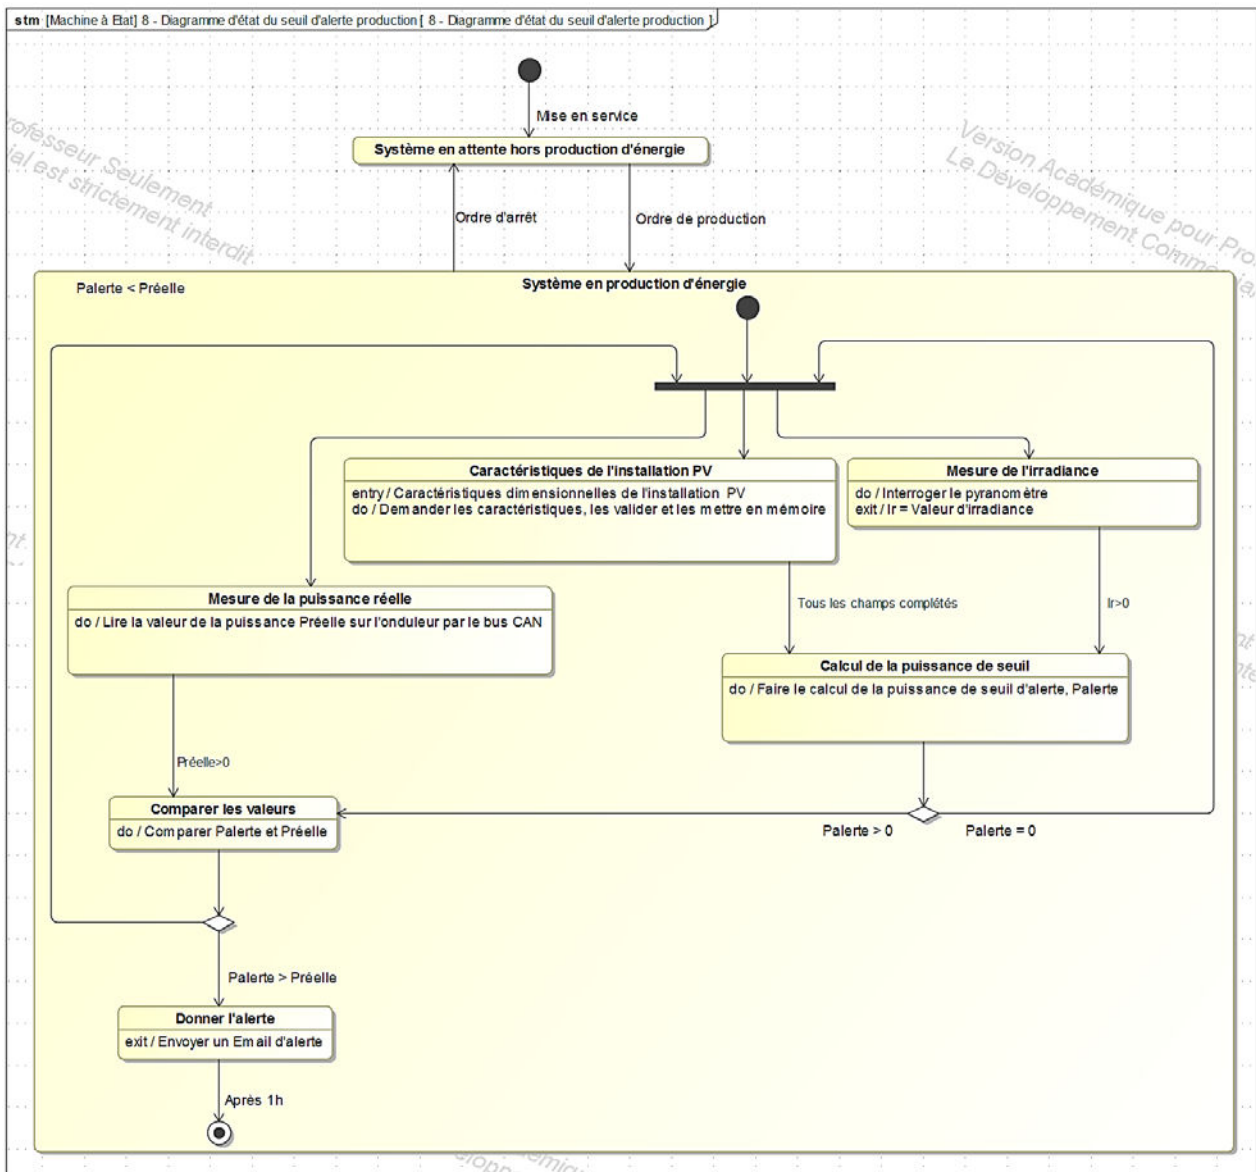 stm [Machine à Etat] 8 - Diagramme d'état du seuil d'alerte production [ 8 - Diagramme d'état du seuil d'alerte production ]
Mise en service
Système en attente hors production d'énergie
rofesseur Seulement
ial est strictement interdit
Version Académique pour Pro
Le Développement Commercial
Ordre d'arrêt
Ordre de production
Palerte < Préelle
Système en production d'énergie
Caractéristiques de l'installation PV
entry / Caractéristiques dimensionnelles de l'installation PV
do / Demander les caractéristiques, les valider et les mettre en mémoire
Mesure de l'irradiance
do / Interroger le pyranomètre
exit / Ir = Valeur d'irradiance
Mesure de la puissance réelle
do / Lire la valeur de la puissance Préelle sur l'onduleur par le bus CAN
Tous les champs complétés
Ir>0
Calcul de la puissance de seuil
do / Faire le calcul de la puissance de seuil d'alerte, Palerte
Préelle>0
Comparer les valeurs
do / Comparer Palerte et Préelle
Palerte > 0
Palerte = 0
Palerte > Préelle
Donner l'alerte
exit / Envoyer un Email d'alerte
Après 1h